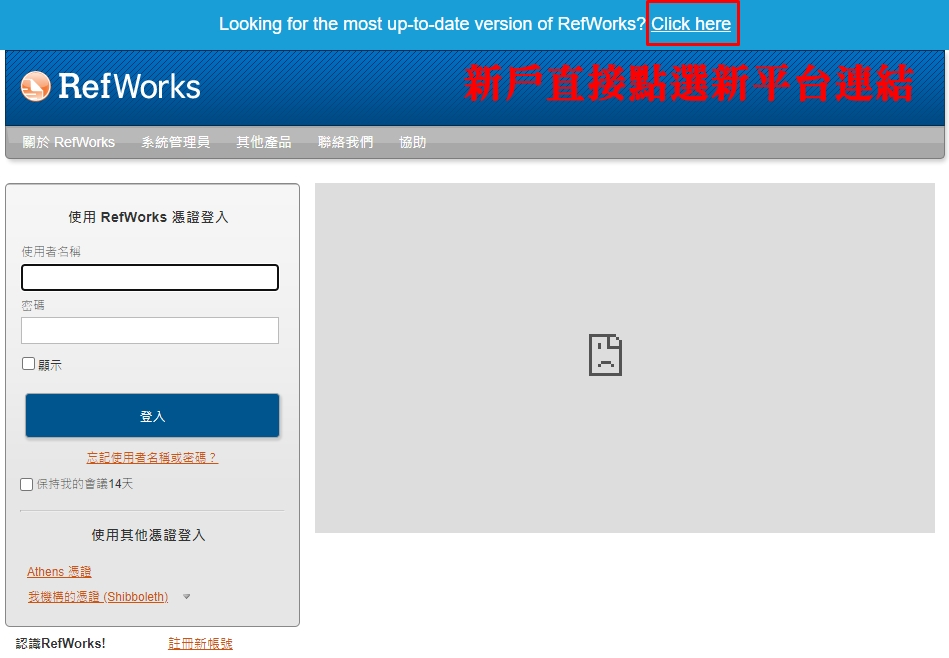 Looking for the most up-to-date version of RefWorks? Click here
RefWorks
新戶直接點選新平台連結
關於 RefWorks 系統管理員 其他產品 聯絡我們 協助
使用 RefWorks 憑證登入
使用者名稱
密碼
顯示
登入
忘記使用者名稱或密碼？
保持我的會議14天
使用其他憑證登入
Athens 憑證
我機構的憑證 (Shibboleth)
認識RefWorks! 註冊新帳號